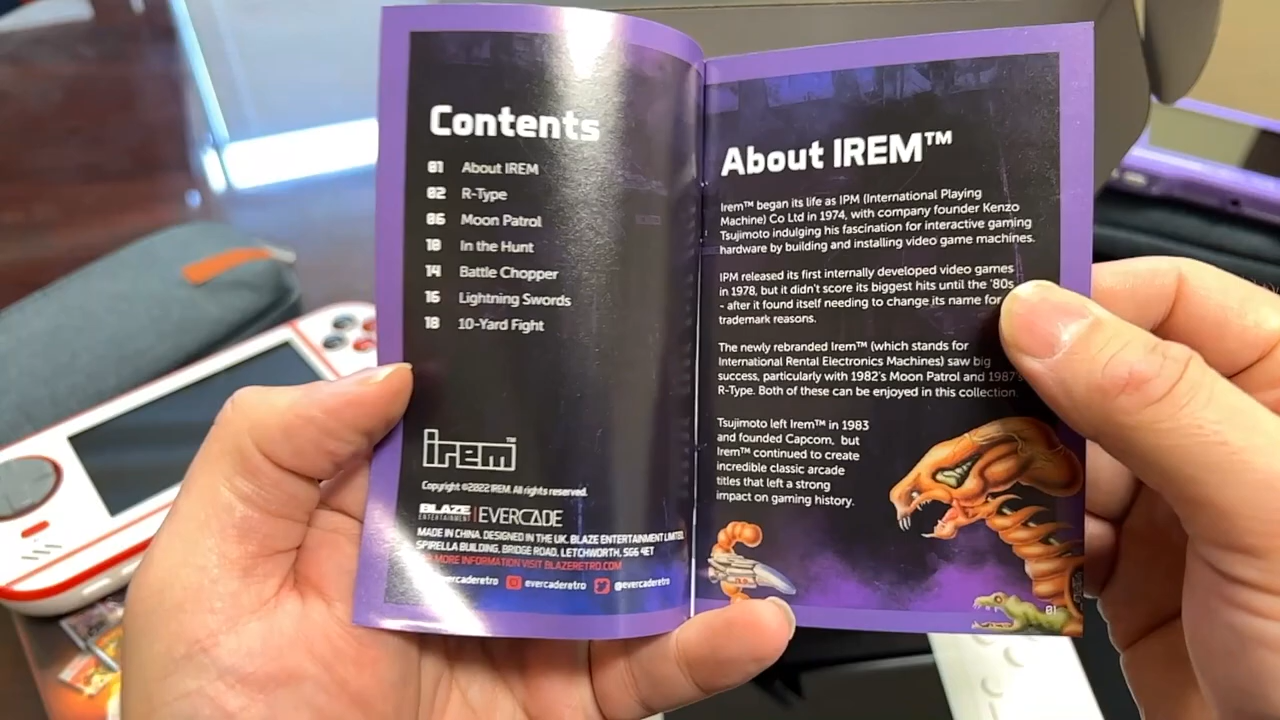 Contents
01 About IREM
02 R-Type
06 Moon Patrol
10 In the Hunt
14 Battle Chopper
16 Lightning Swords
18 10-Yard Fight
irem™
Copyright ©2022 IREM. All rights reserved.
BLAZE ENTERTAINMENT | EVERCADE
MADE IN CHINA. DESIGNED IN THE UK. BLAZE ENTERTAINMENT LIMITED,
SPIRELLA BUILDING, BRIDGE ROAD, LETCHWORTH, SG6 4ET
MORE INFORMATION VISIT BLAZERETRO.COM
evercaderetro @evercaderetro
About IREM™
Irem™ began its life as IPM (International Playing
Machine) Co Ltd in 1974, with company founder Kenzo
Tsujimoto indulging his fascination for interactive gaming
hardware by building and installing video game machines.
IPM released its first internally developed video games
in 1978, but it didn't score its biggest hits until the '80s
- after it found itself needing to change its name for
trademark reasons.
The newly rebranded Irem™ (which stands for
International Rental Electronics Machines) saw big
success, particularly with 1982's Moon Patrol and 1987's
R-Type. Both of these can be enjoyed in this collection.
Tsujimoto left Irem™ in 1983
and founded Capcom, but
Irem™ continued to create
incredible classic arcade
titles that left a strong
impact on gaming history.
01